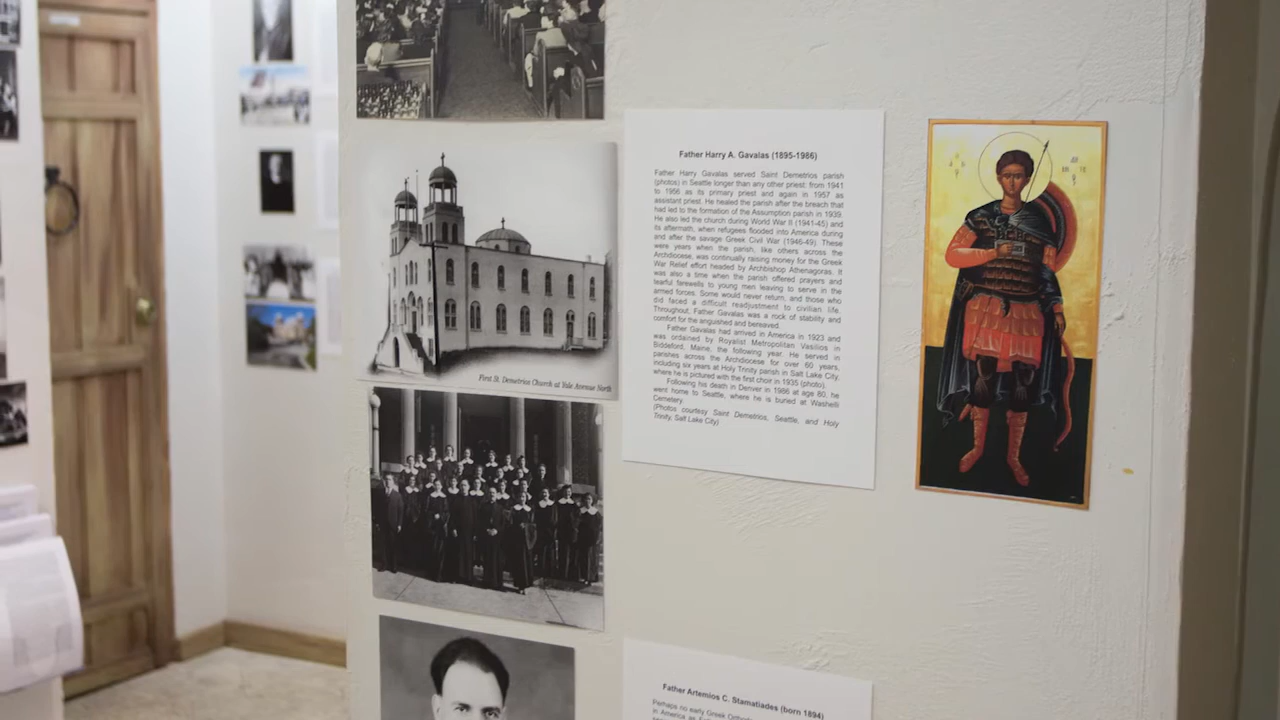 First St. Demetrios Church at Yale Avenue North
Father Harry A. Gavalas (1895-1986)
Father Harry Gavalas served Saint Demetrios parish
(photos) in Seattle longer than any other priest: from 1941
to 1956 as its primary priest and again in 1957 as
assistant priest. He healed the parish after the breach that
had led to the formation of the Assumption parish in 1939.
He also led the church during World War II (1941-45) and
its aftermath, when refugees flooded into America during
and after the savage Greek Civil War (1946-49). These
were years when the parish, like others across the
Archdiocese, was continually raising money for the Greek
War Relief effort headed by Archbishop Athenagoras. It
was also a time when the parish offered prayers and
tearful farewells to young men leaving to serve in the
armed forces. Some would never return, and those who
did faced a difficult readjustment to civilian life.
Throughout, Father Gavalas was a rock of stability and
comfort for the anguished and bereaved.
Father Gavalas had arrived in America in 1923 and
was ordained by Royalist Metropolitan Vasilios in
Biddeford, Maine, the following year. He served in
parishes across the Archdiocese for over 60 years,
including six years at Holy Trinity parish in Salt Lake City,
where he is pictured with the first choir in 1935 (photo).
Following his death in Denver in 1986 at age 80, he
went home to Seattle, where he is buried at Washelli
Cemetery.
(Photos courtesy Saint Demetrios, Seattle, and Holy
Trinity, Salt Lake City)
Father Artemios C. Stamatiades (born 1894)
Perhaps no early Greek
in America